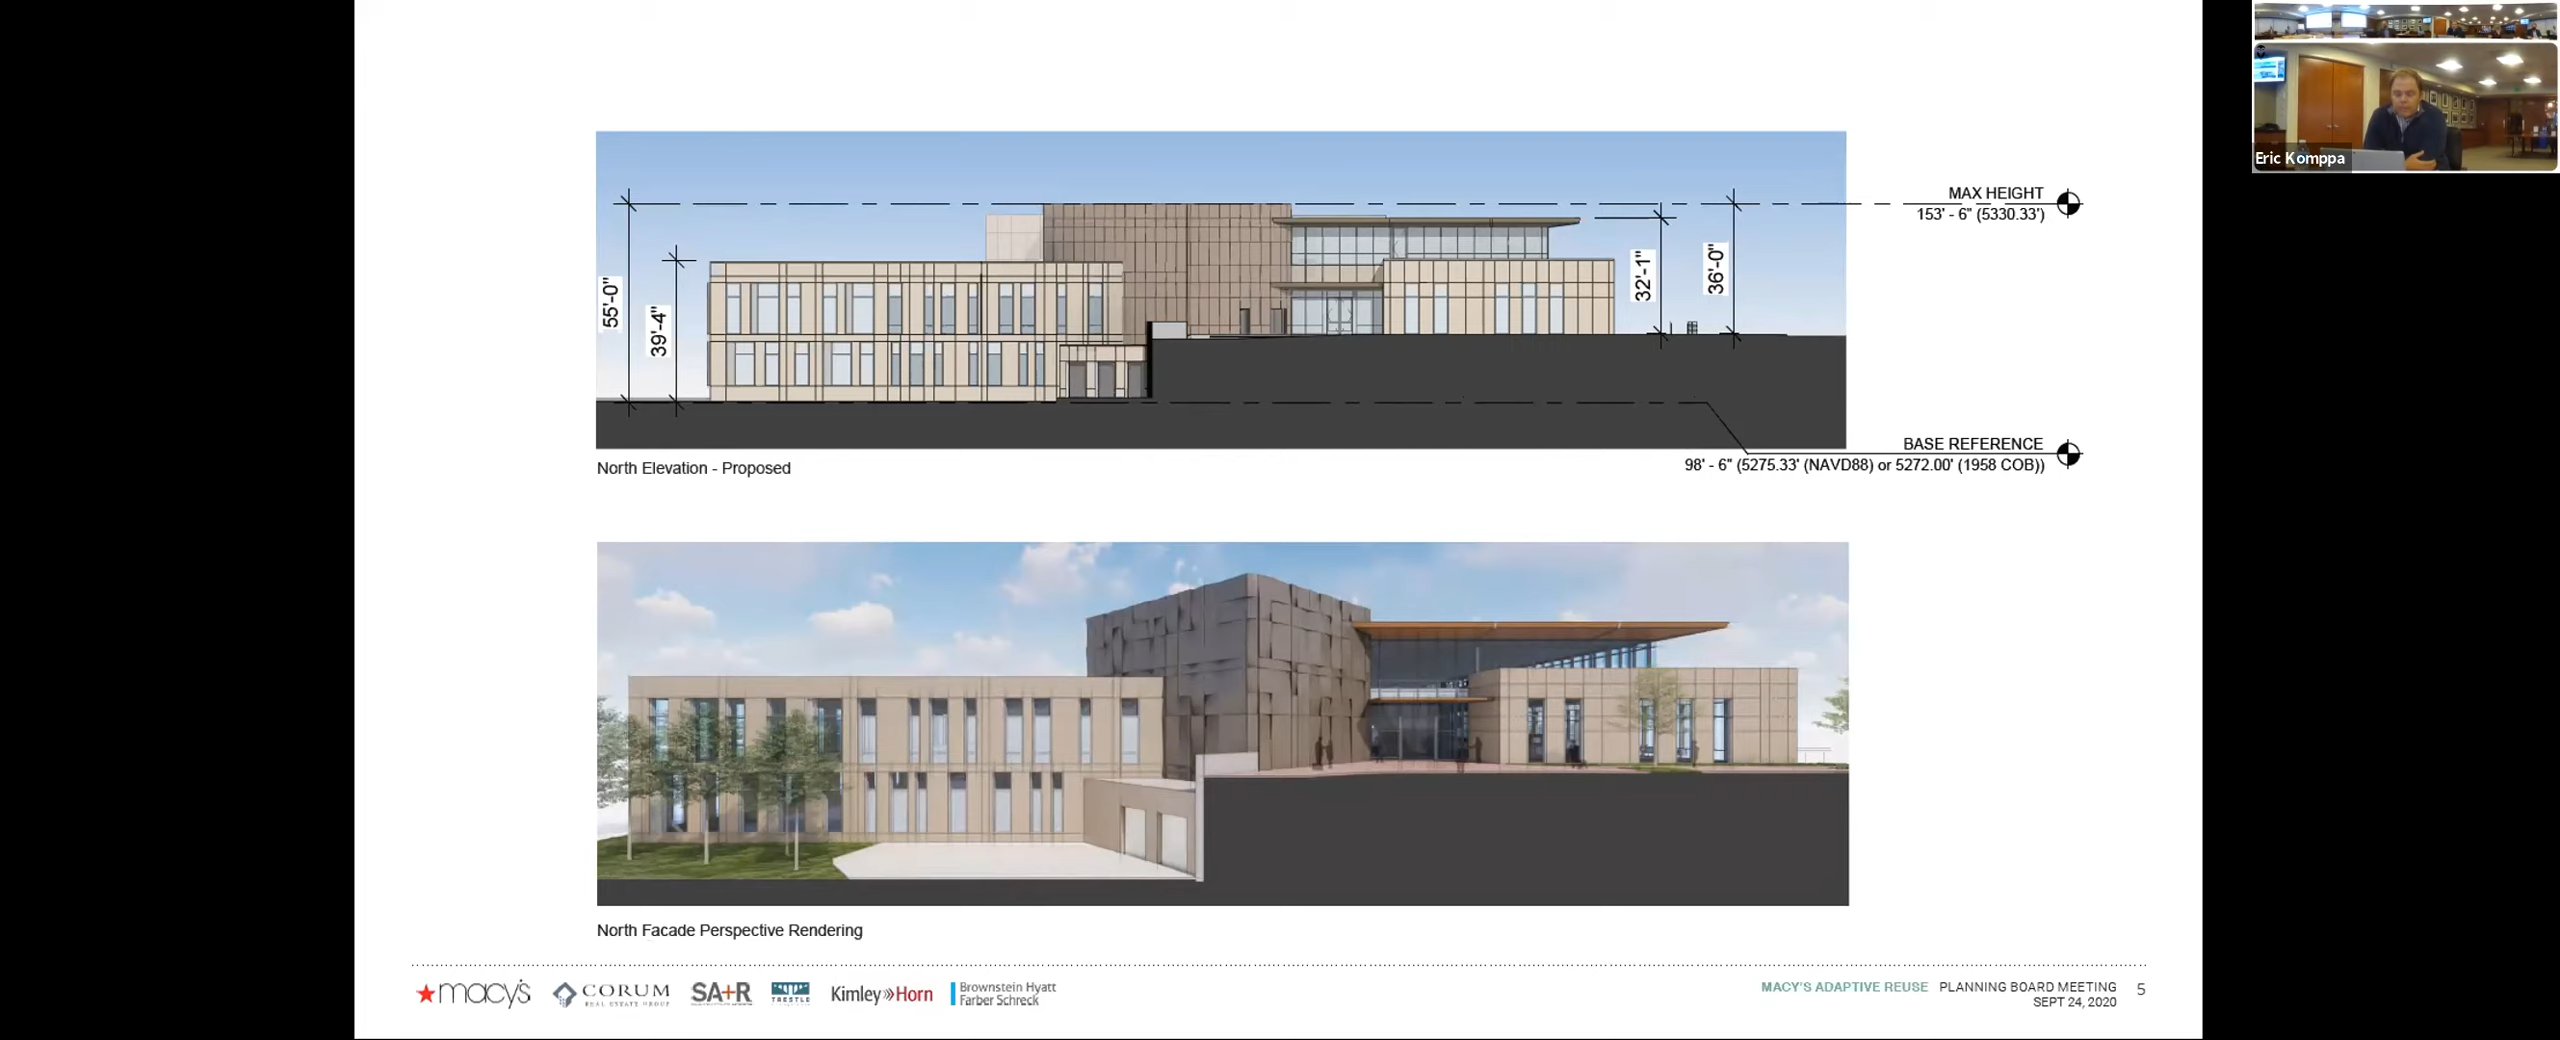 Eric Komppa
MAX HEIGHT
153' - 6" (5330.33')
55'-0"
39'-4"
32'-1"
36'-0"
BASE REFERENCE
98' - 6" (5275.33' (NAVD88) or 5272.00' (1958 COB))
North Elevation - Proposed
North Facade Perspective Rendering
macy's
CORUM
REAL ESTATE GROUP
SA+R
TRESTLE
Kimley»Horn
Brownstein Hyatt
Farber Schreck
MACY'S ADAPTIVE REUSE PLANNING BOARD MEETING 5
SEPT 24, 2020